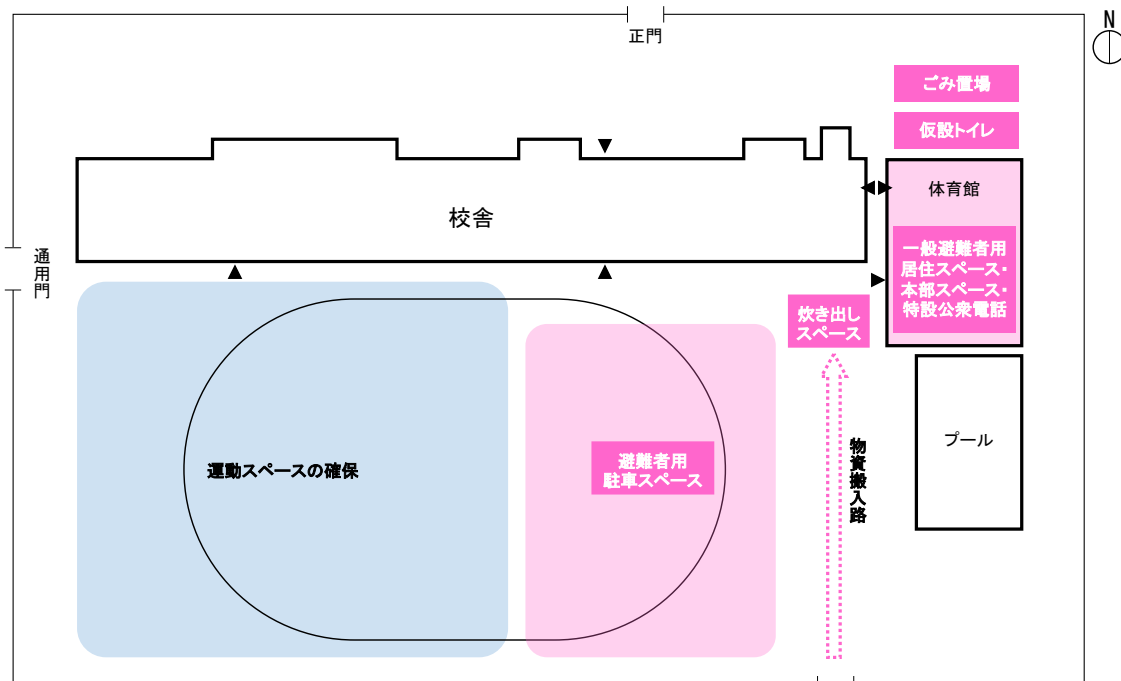 正門
N
ごみ置場
仮設トイレ
体育館
校舎
通用門
一般避難者用
居住スペース・
本部スペース・
特設公衆電話
炊き出し
スペース
物資搬入路
プール
運動スペースの確保
避難者用
駐車スペース